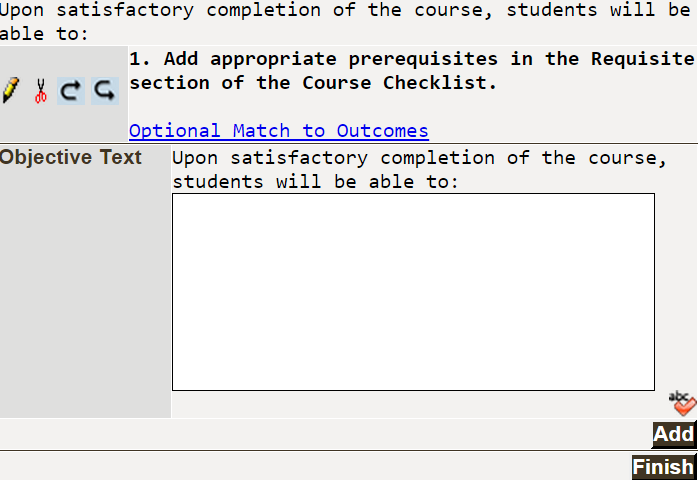 Upon satisfactory completion of the course, students will be
able to:
1. Add appropriate prerequisites in the Requisite
section of the Course Checklist.
Optional Match to Outcomes
Objective Text
Upon satisfactory completion of the course,
students will be able to:
abc
Add
Finish